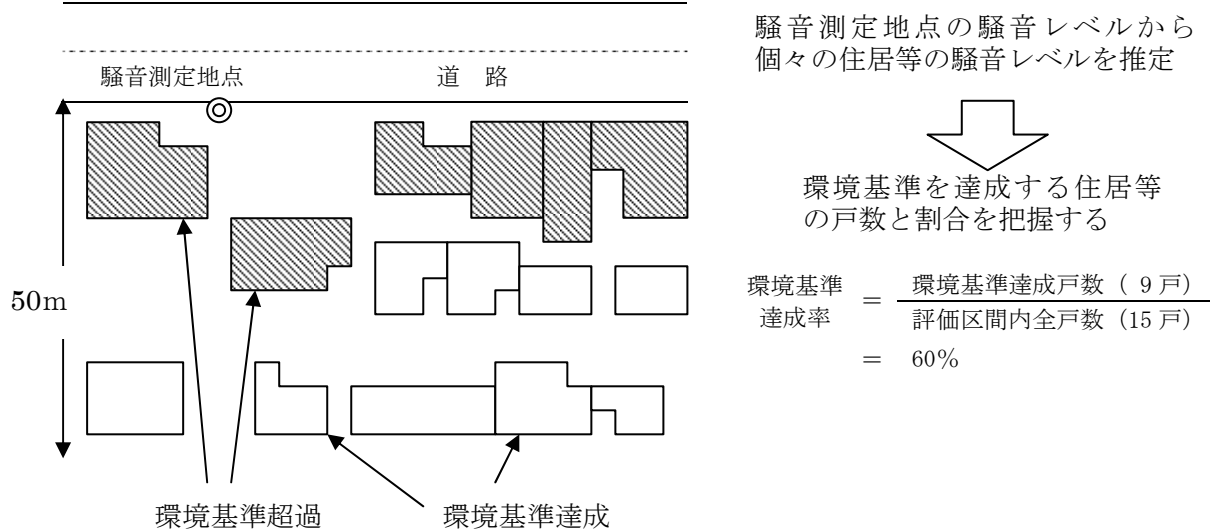 騒音測定地点
道　路
50m
環境基準超過
環境基準達成
騒音測定地点の騒音レベルから
個々の住居等の騒音レベルを推定
環境基準を達成する住居等
の戸数と割合を把握する
環境基準
達成率
=
環境基準達成戸数（ 9 戸）
評価区間内全戸数（15 戸）
=　60%